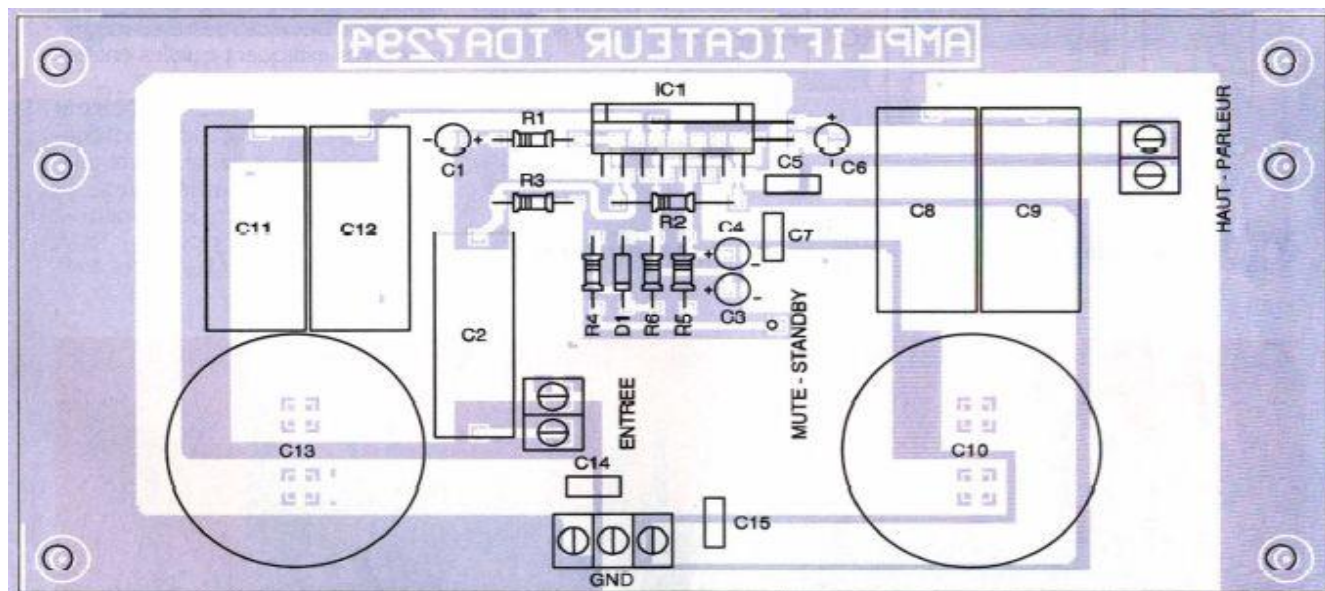 AMPLIFICATEUR TDA7294
IC1
R1
- +
C1
R3
R2
C5
+
-
C6
C4
C7
+ -
+ -
C3
R4
D1
R6
R5
C11
C12
C2
C8
C9
HAUT - PARLEUR
MUTE - STANDBY
ENTREE
C13
C10
C14
C15
GND